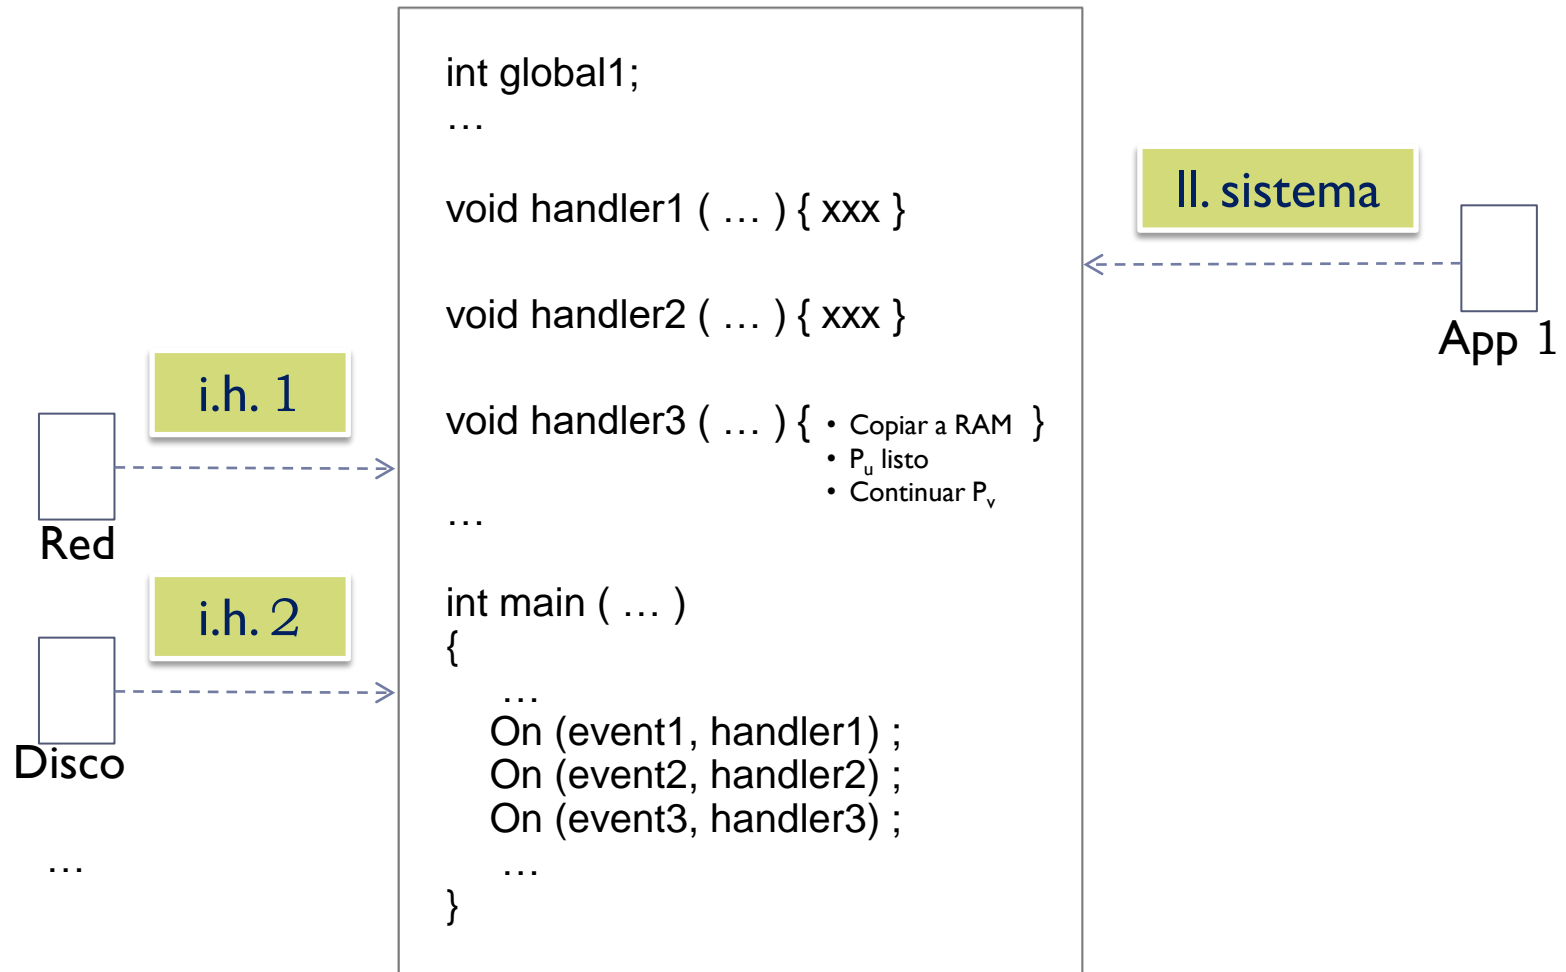 int global1;
…
void handler1 ( … ) { xxx }
void handler2 ( … ) { xxx }
void handler3 ( … ) { • Copiar a RAM }
• Pu listo
• Continuar Pv
…
int main ( … )
{
…
On (event1, handler1) ;
On (event2, handler2) ;
On (event3, handler3) ;
…
}
i.h. 1
Red
i.h. 2
Disco
…
ll. sistema
App 1